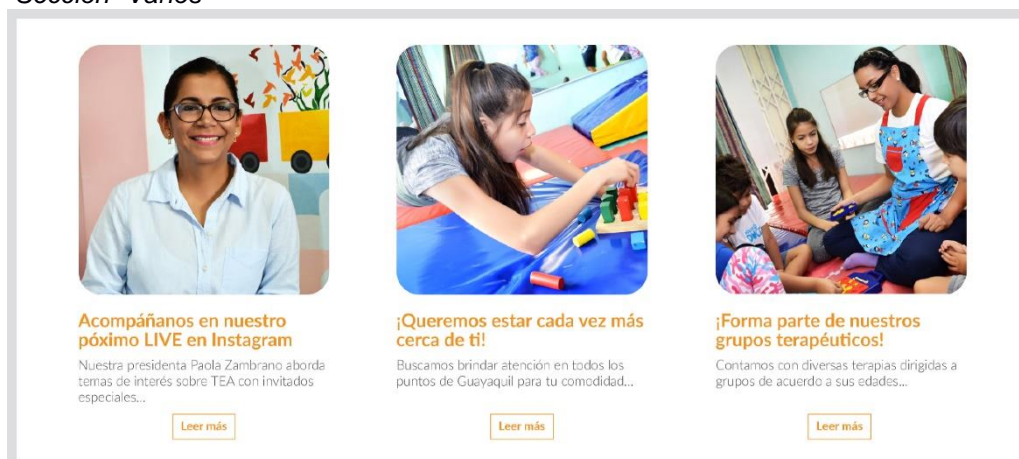 Sección "Varios"
Acompáñanos en nuestro
póximo LIVE en Instagram
Nuestra presidenta Paola Zambrano aborda
temas de interés sobre TEA con invitados
especiales...
Leer más
¡Queremos estar cada vez más
cerca de ti!
Buscamos brindar atención en todos los
puntos de Guayaquil para tu comodidad...
Leer más
¡Forma parte de nuestros
grupos terapéuticos!
Contamos con diversas terapias dirigidas a
grupos de acuerdo a sus edades...
Leer más